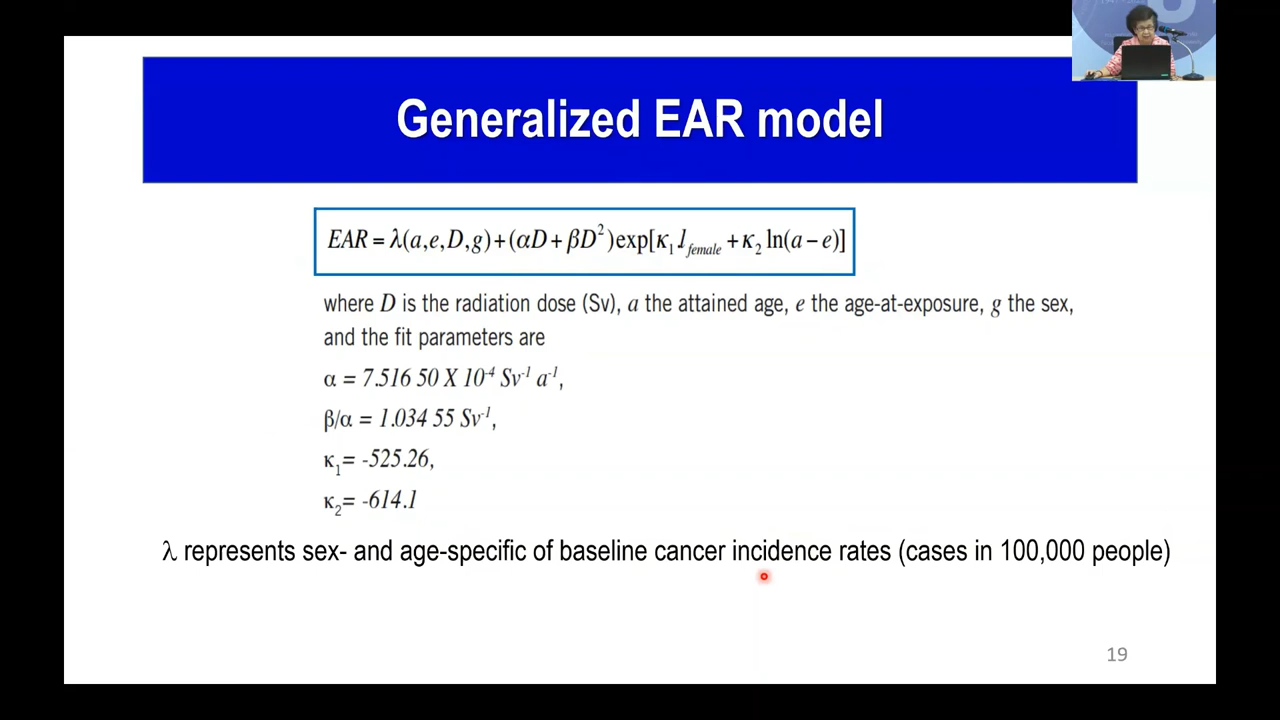 Generalized EAR model
EAR = λ(a,e,D,g)+(αD+βD²)exp[κ₁.1female +κ₂ ln(a−e)]
where D is the radiation dose (Sv), a the attained age, e the age-at-exposure, g the sex,
and the fit parameters are
α = 7.516 50 X 10⁻⁴ Sv⁻¹ a⁻¹,
β/α = 1.034 55 Sv⁻¹,
κ₁= -525.26,
κ₂= -614.1
λ represents sex- and age-specific of baseline cancer incidence rates (cases in 100,000 people)
19